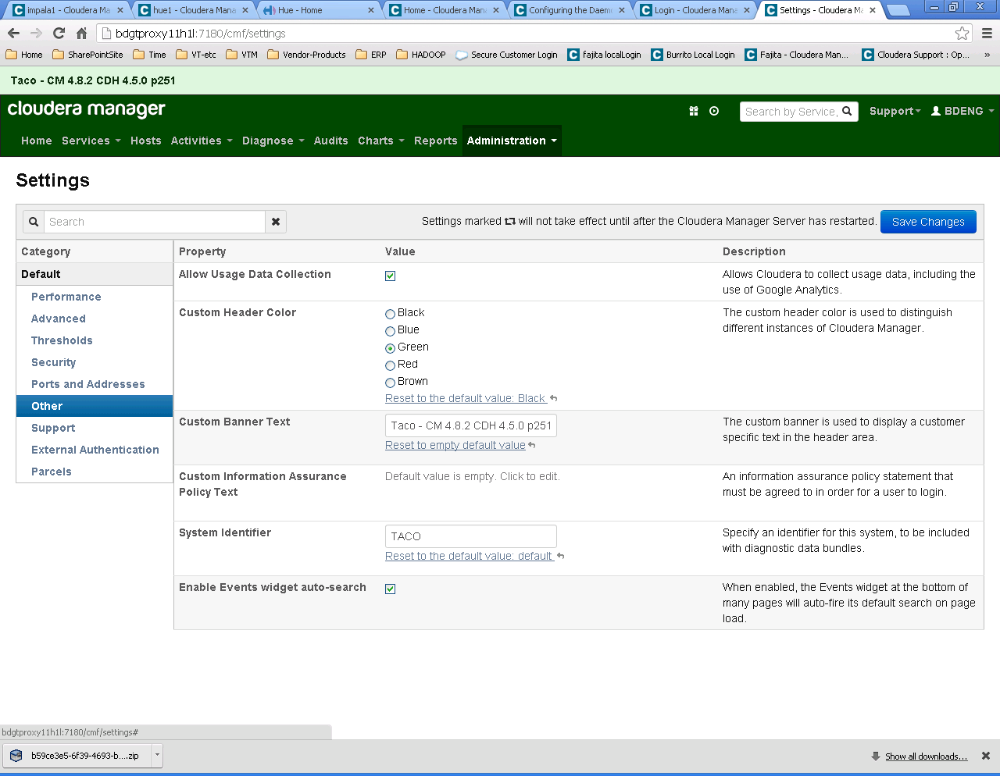 impala1 - Cloudera Ma
hue1 - Cloudera Mana
Hue - Home
Home - Cloudera Man
Configuring the Daem
Login - Cloudera Mana
Settings - Cloudera Ma
bdgtproxy11h1l:7180/cmf/settings
Home
SharePointSite
Time
VT-etc
VTM
Vendor-Products
ERP
HADOOP
Secure Customer Login
fajita localLogin
Burrito Local Login
Fajita - Cloudera Man...
Cloudera Support : Op...
»
Taco - CM 4.8.2 CDH 4.5.0 p251
cloudera manager
Search by Service,
Support
BDENG
Home
Services
Hosts
Activities
Diagnose
Audits
Charts
Reports
Administration
Settings
Search
Settings marked will not take effect until after the Cloudera Manager Server has restarted.
Save Changes
Category
Property
Value
Description
Default
Performance
Advanced
Thresholds
Security
Ports and Addresses
Other
Support
External Authentication
Parcels
Allow Usage Data Collection
Allows Cloudera to collect usage data, including the
use of Google Analytics.
Custom Header Color
Black
Blue
Green
Red
Brown
Reset to the default value: Black
The custom header color is used to distinguish
different instances of Cloudera Manager.
Custom Banner Text
Taco - CM 4.8.2 CDH 4.5.0 p251
Reset to empty default value
The custom banner is used to display a customer
specific text in the header area.
Custom Information Assurance
Policy Text
Default value is empty. Click to edit.
An information assurance policy statement that
must be agreed to in order for a user to login.
System Identifier
TACO
Reset to the default value: default
Specify an identifier for this system, to be included
with diagnostic data bundles.
Enable Events widget auto-search
When enabled, the Events widget at the bottom of
many pages will auto-fire its default search on page
load.
bdgtproxy11h1l:7180/cmf/settings#
b59ce3e5-6f39-4693-b....zip
Show all downloads...